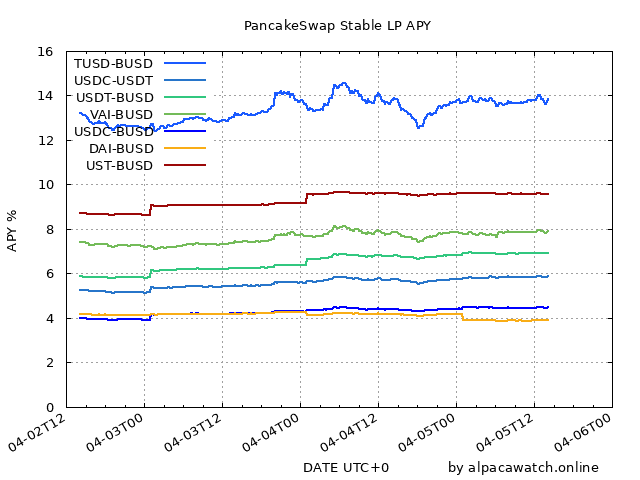 PancakeSwap Stable LP APY
16
14
12
10
8
6
4
2
0
APY %
TUSD-BUSD
USDC-USDT
USDT-BUSD
VAI-BUSD
USDC-BUSD
DAI-BUSD
UST-BUSD
04-02T12
04-03T00
04-03T12
04-04T00
04-04T12
04-05T00
04-05T12
04-06T00
DATE UTC+0
by alpacawatch.online